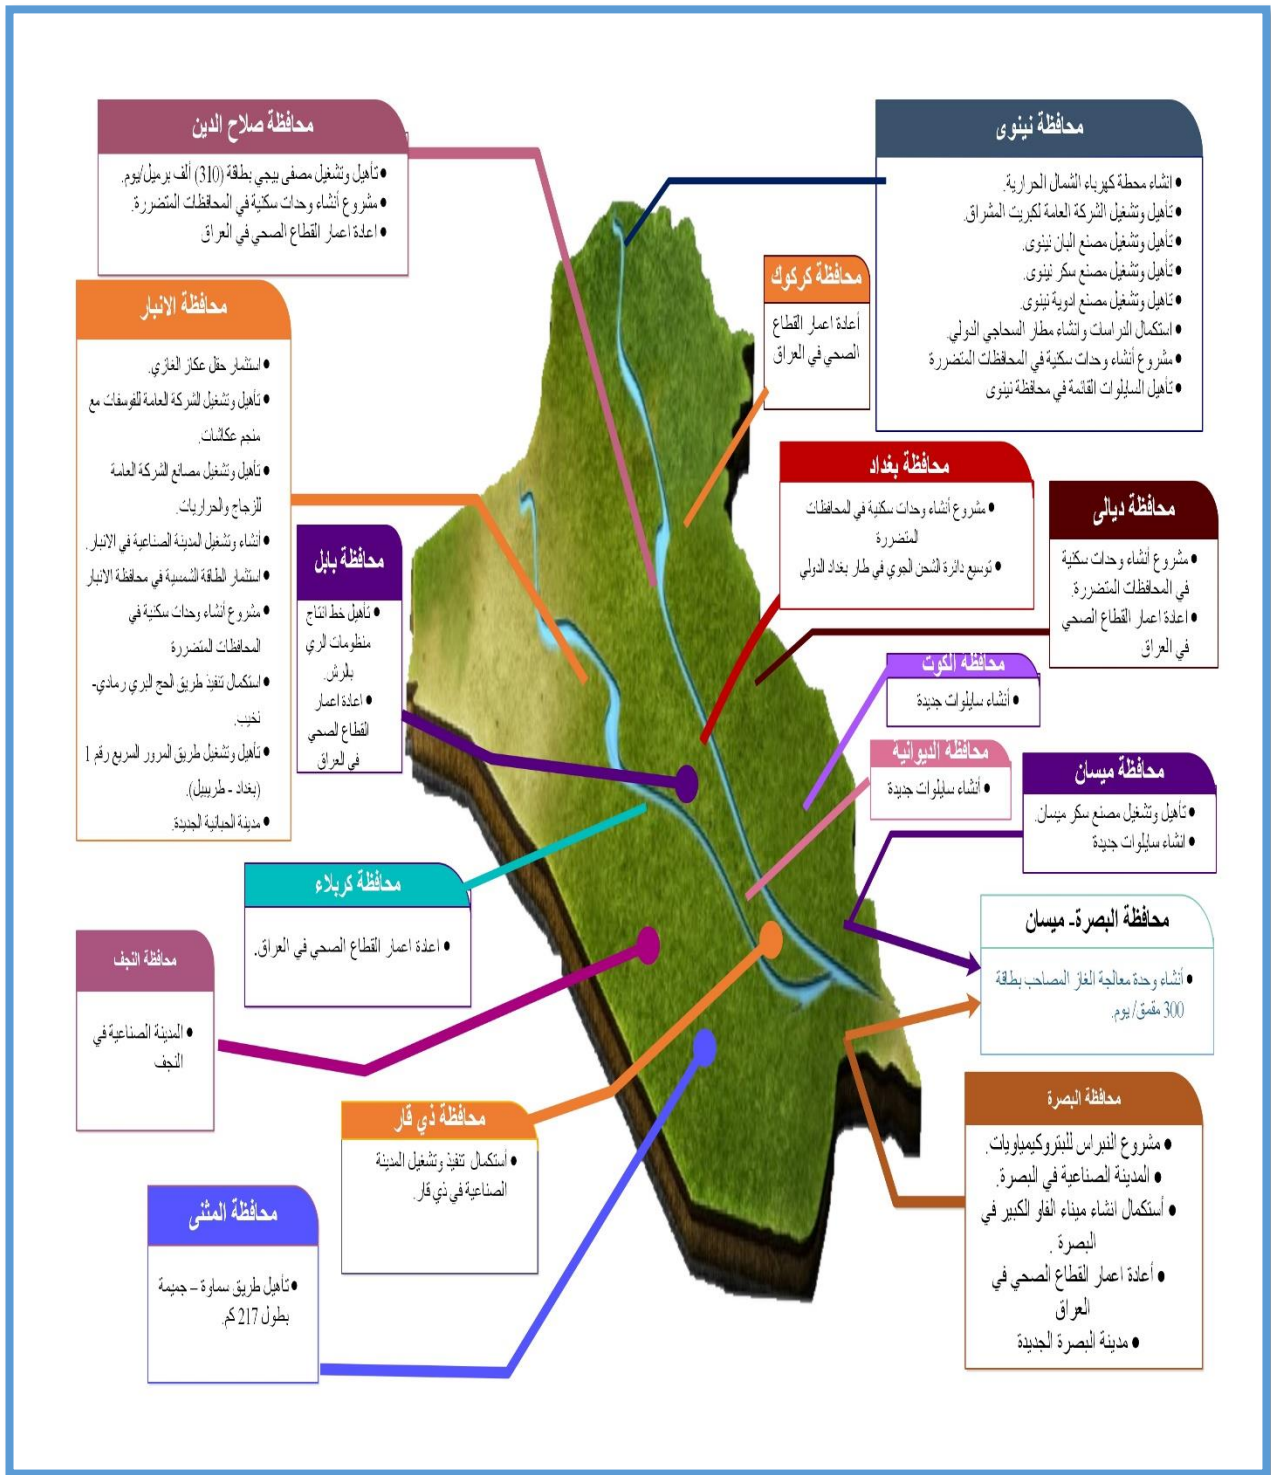 محافظة صلاح الدين
• تأهيل وتشغيل مصفى بيجي بطاقة (310) ألف برميل/يوم.
• مشروع أنشاء وحدات سكنية في المحافظات المتضررة.
• اعادة اعمار القطاع الصحي في العراق
محافظة نينوى
• انشاء محطة كهرباء الشمال الحرارية.
• تأهيل وتشغيل الشركة العامة لكبريت المشراق.
• تأهيل وتشغيل مصنع البان نينوى.
• تأهيل وتشغيل مصنع سكر نينوى.
• تاهيل وتشغيل مصنع ادوية نينوى.
• استكمال الدراسات وانشاء مطار السحاجي الدولي.
• مشروع أنشاء وحدات سكنية في المحافظات المتضررة
• تأهيل السايلوات القائمة في محافظة نينوى
محافظة كركوك
أعادة اعمار القطاع
الصحي في العراق
محافظة الانبار
• استثمار حقل عكاز الغازي.
• تأهيل وتشغيل للشركة العامة للفوسفات مع
منجم عكاشات.
• تأهيل وتشغيل مصانع الشركة العامة
للزجاج والحراريات.
• أنشاء وتشغيل المدينة الصناعية في الانبار.
• استثمار الطاقة الشمسية في محافظة الانبار
• مشروع أنشاء وحدات سكنية في
المحافظات المتضررة
• استكمال تنفيذ طريق الحج البري رمادي-
نخيب.
• تأهيل وتشغيل طريق المرور السريع رقم 1
(بغداد - طريبيل).
• مدينة الحبانية الجديدة.
محافظة بغداد
• مشروع أنشاء وحدات سكنية في المحافظات
المتضررة
• توسيع دائرة الشحن الجوي في طار بغداد الدولي
محافظة ديالى
• مشروع أنشاء وحدات سكنية
في المحافظات المتضررة.
• اعادة اعمار القطاع الصحي
في العراق.
محافظة بابل
• تأهيل خط انتاج
منظومات الري
بالرش.
• اعادة اعمار
القطاع الصحي
في العراق
محافظة الكوت
• أنشاء سايلوات جديدة
محافظة الديوانية
• أنشاء سايلوات جديدة
محافظة ميسان
• تأهيل وتشغيل مصنع سكر ميسان.
• انشاء سايلوات جديدة
محافظة كربلاء
• اعادة اعمار القطاع الصحي في العراق.
محافظة البصرة- ميسان
• أنشاء وحدة معالجة الغاز المصاحب بطاقة
300 مقمق/ يوم.
محافظة النجف
• المدينة الصناعية في
النجف
محافظة ذي قار
• أستكمال تنفيذ وتشغيل المدينة
الصناعية في ذي قار.
محافظة البصرة
• مشروع النبراس للبتروكيمياويات.
• المدينة الصناعية في البصرة.
• أستكمال انشاء ميناء الفاو الكبير في
البصرة .
• أعادة اعمار القطاع الصحي في
العراق
• مدينة البصرة الجديدة
محافظة المثنى
• تأهيل طريق سماوة – جميمة
بطول 217 كم.